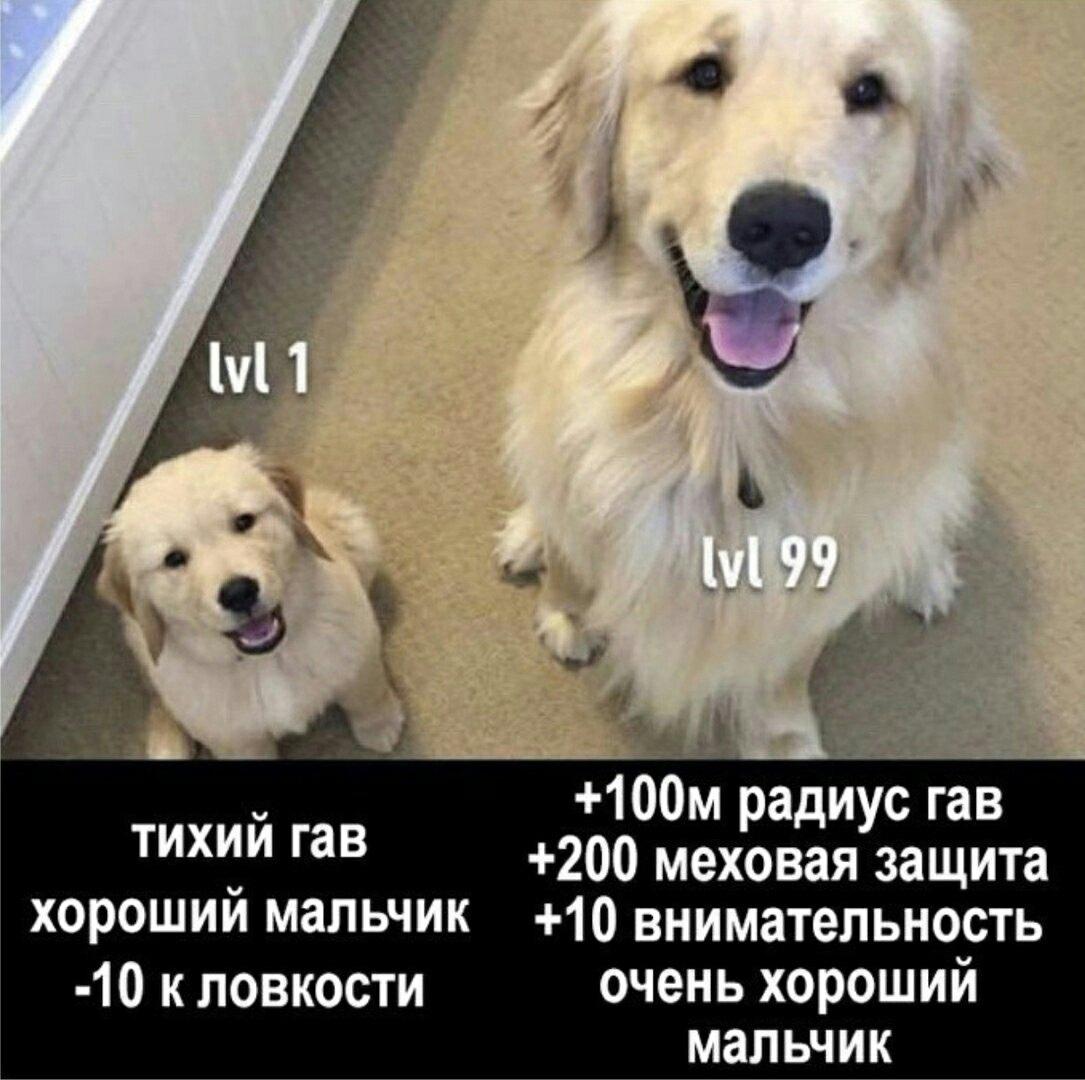 lvl 1
lvl 99
тихий гав
хороший мальчик
-10 к ловкости
+100м радиус гав
+200 меховая защита
+10 внимательность
очень хороший
мальчик